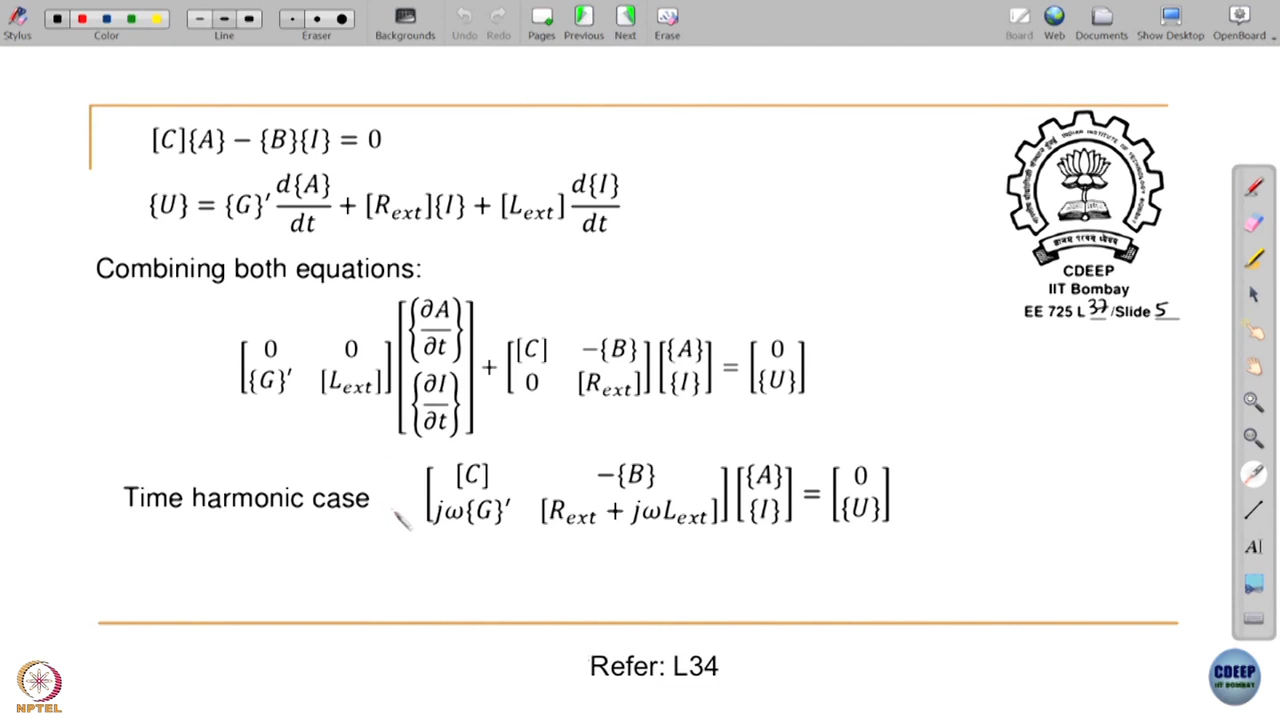 Stylus Color Line Eraser Backgrounds Undo Redo Pages Previous Next Erase Board Web Documents Show Desktop OpenBoard
[C]{A} − {B}{I} = 0
{U} = {G}′ d{A}/dt + [R_ext]{I} + [L_ext] d{I}/dt
Combining both equations:
[0 0; {G}′ [L_ext]] [{∂A/∂t}; {∂I/∂t}] + [[C] −{B}; 0 [R_ext]] [{A}; {I}] = [0; {U}]
Time harmonic case [[C] −{B}; jω{G}′ [R_ext + jωL_ext]] [{A}; {I}] = [0; {U}]
CDEEP
IIT Bombay
EE 725 L 37 /Slide 5
Refer: L34
NPTEL
CDEEP
IIT BOMBAY